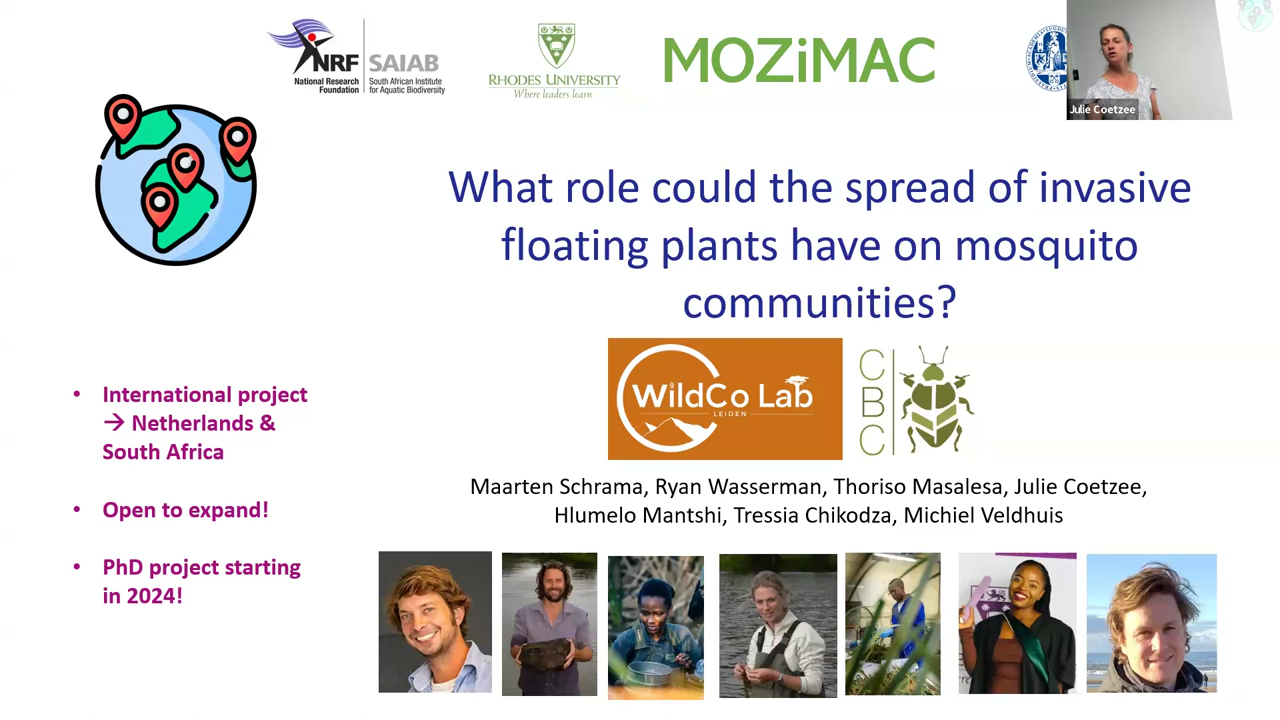 NRF
National Research
Foundation
SAIAB
South African Institute
for Aquatic Biodiversity
RHODES UNIVERSITY
Where leaders learn
MOZiMAC
Julie Coetzee
What role could the spread of invasive
floating plants have on mosquito
communities?
WildCo Lab
LEIDEN
C
B
C
• International project
→ Netherlands &
South Africa
• Open to expand!
• PhD project starting
in 2024!
Maarten Schrama, Ryan Wasserman, Thoriso Masalesa, Julie Coetzee,
Hlumelo Mantshi, Tressia Chikodza, Michiel Veldhuis